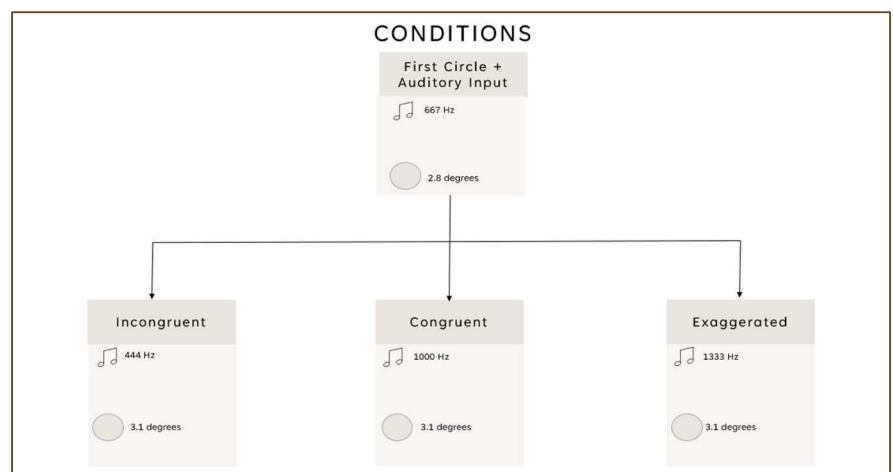 CONDITIONS
First Circle +
Auditory Input
667 Hz
2.8 degrees
Incongruent
444 Hz
3.1 degrees
Congruent
1000 Hz
3.1 degrees
Exaggerated
1333 Hz
3.1 degrees